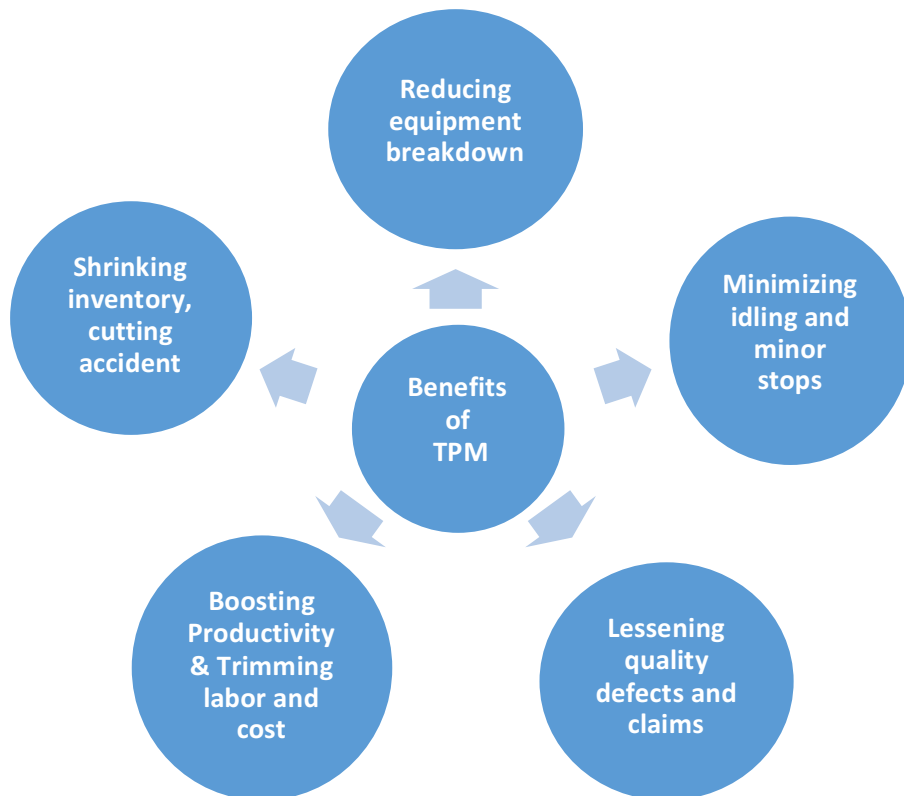 Reducing
equipment
breakdown
Shrinking
inventory,
cutting
accident
Minimizing
idling and
minor
stops
Benefits
of
TPM
Boosting
Productivity
& Trimming
labor and
cost
Lessening
quality
defects and
claims